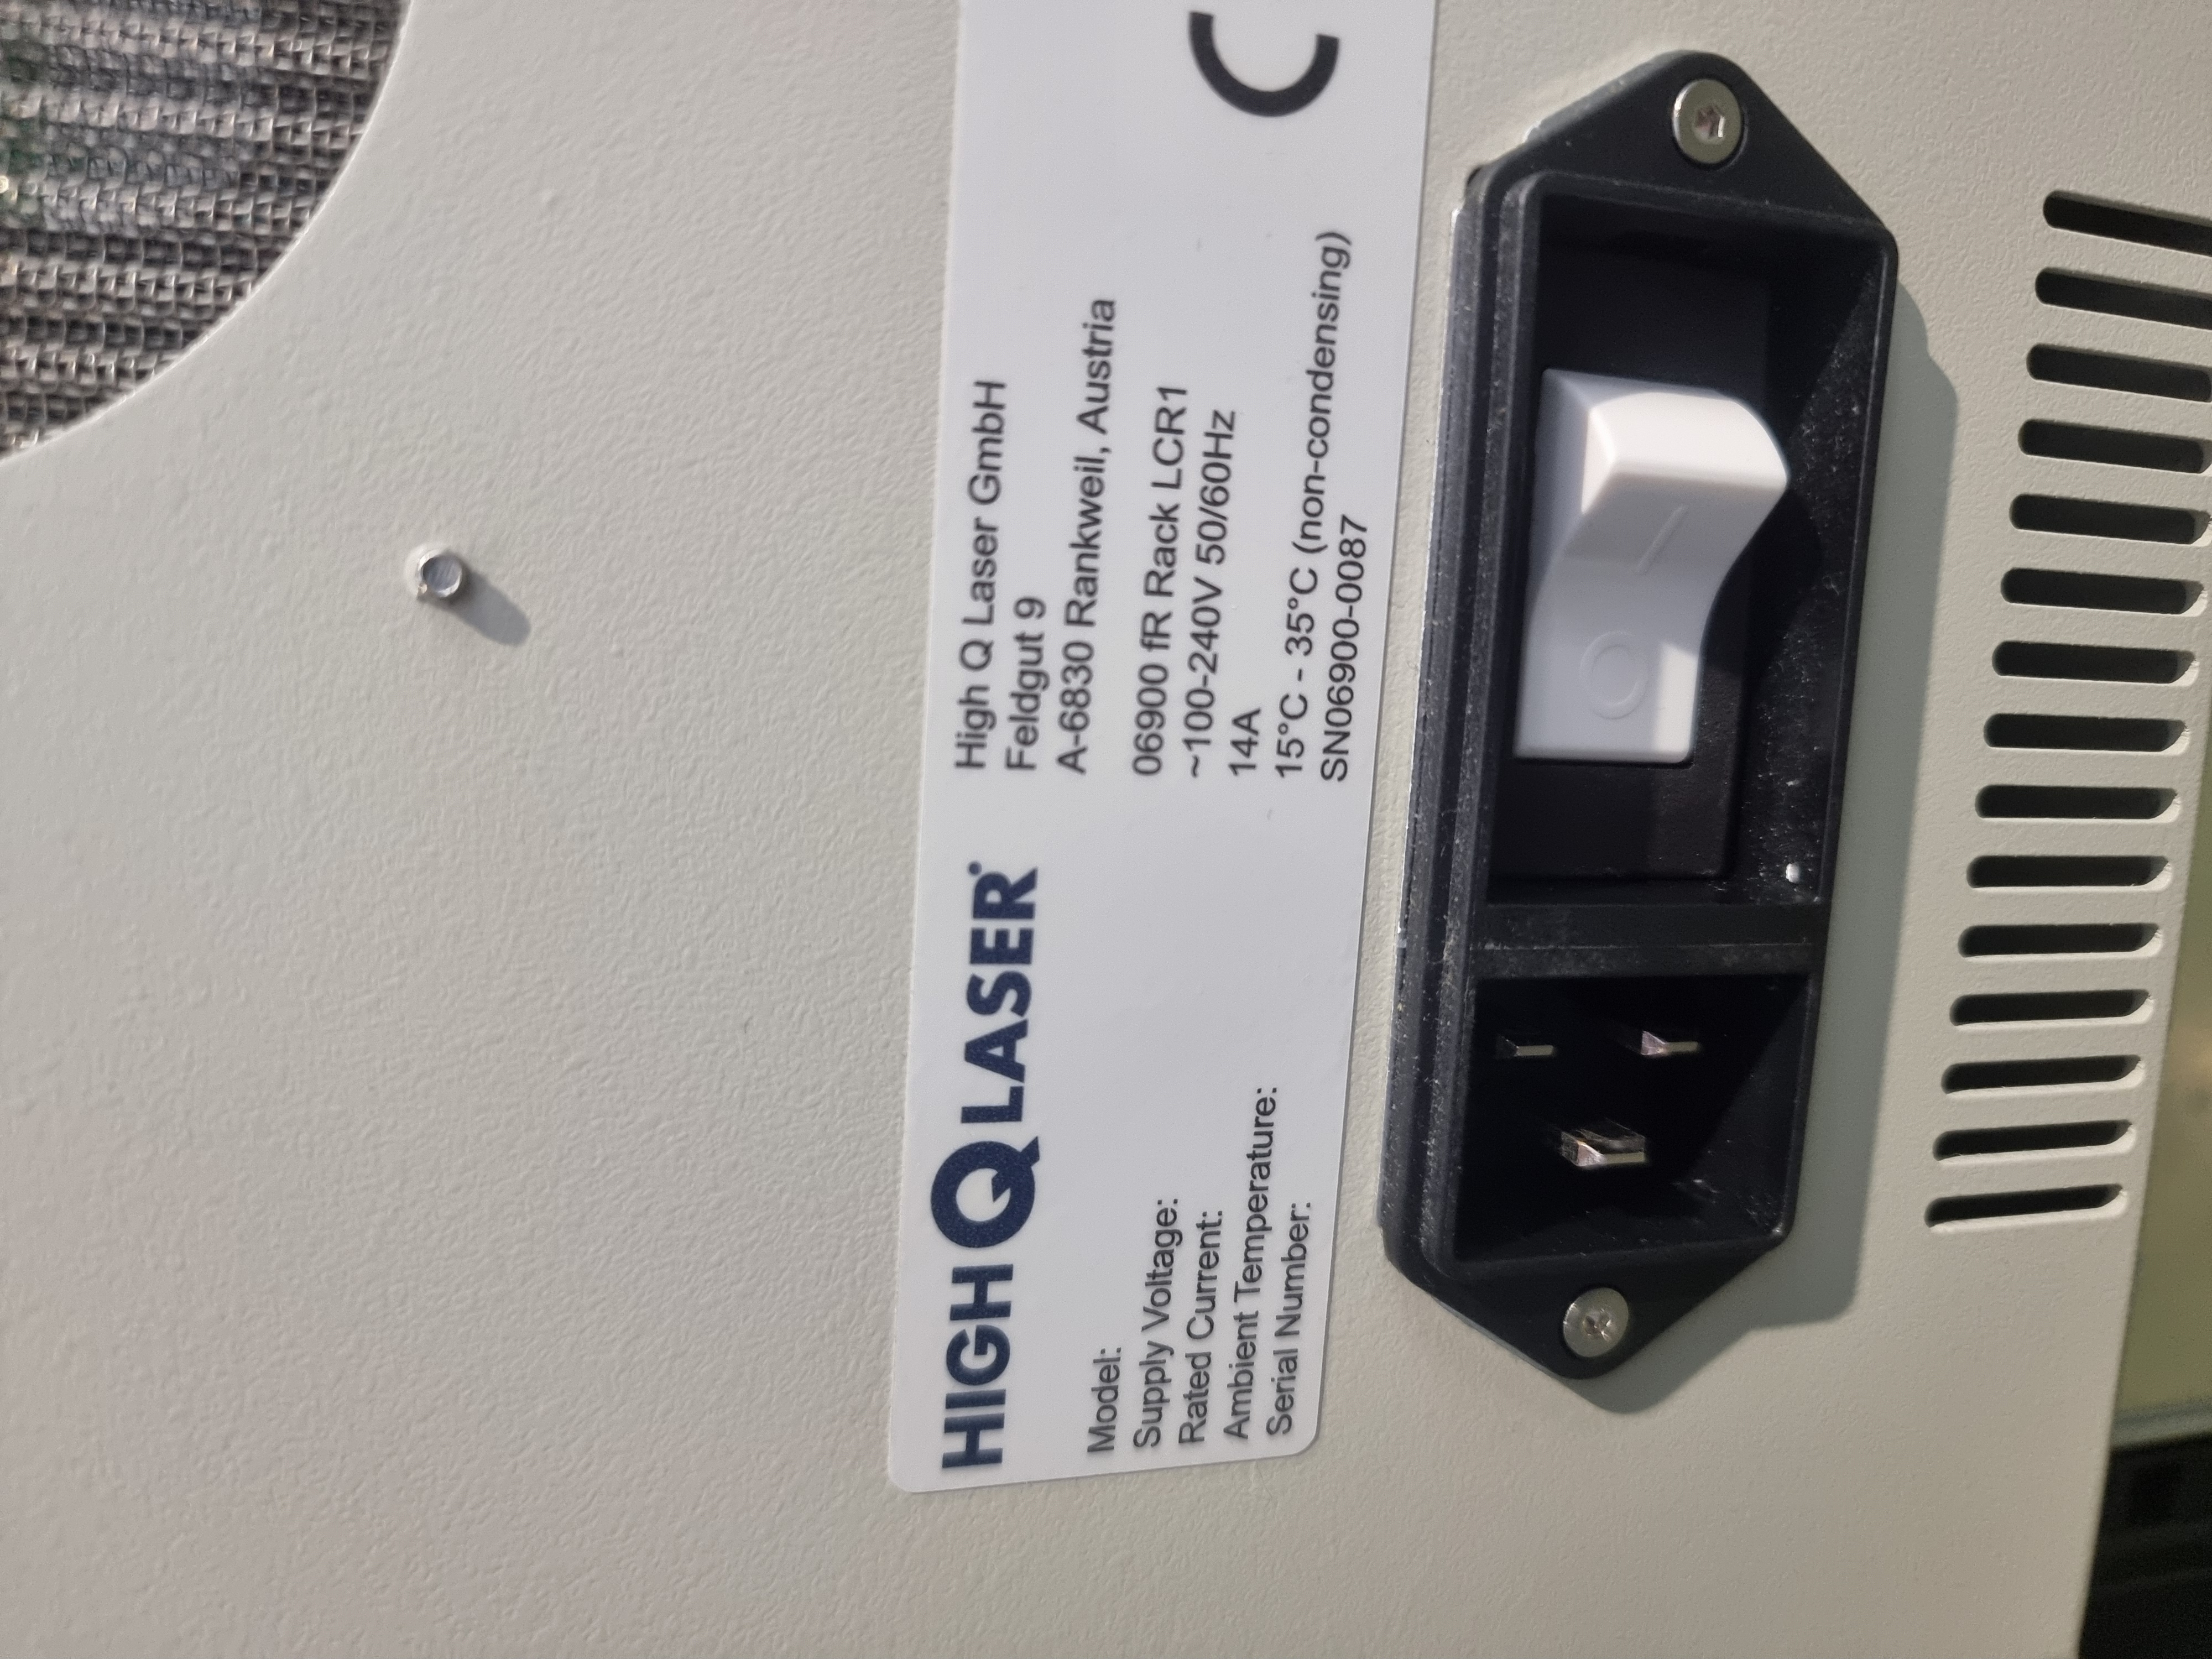 HIGH Q LASER
High Q Laser GmbH
Feldgut 9
A-6830 Rankweil, Austria
Model: 06900 fR Rack LCR1
Supply Voltage: ~100-240V 50/60Hz
Rated Current: 14A
Ambient Temperature: 15°C - 35°C (non-condensing)
Serial Number: SN06900-0087